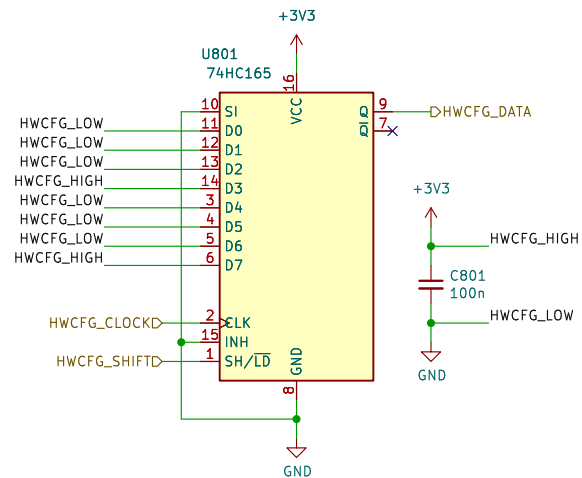 +3V3
U801
74HC165
16
VCC
10 SI
Q 9 HWCFG_DATA
HWCFG_LOW 11 D0
Q 7
HWCFG_LOW 12 D1
HWCFG_LOW 13 D2
HWCFG_HIGH 14 D3
HWCFG_LOW 3 D4
HWCFG_LOW 4 D5
HWCFG_LOW 5 D6
HWCFG_HIGH 6 D7
HWCFG_CLOCK 2 CLK
15 INH
HWCFG_SHIFT 1 SH/LD
GND
8
GND
+3V3
HWCFG_HIGH
C801
100n
HWCFG_LOW
GND